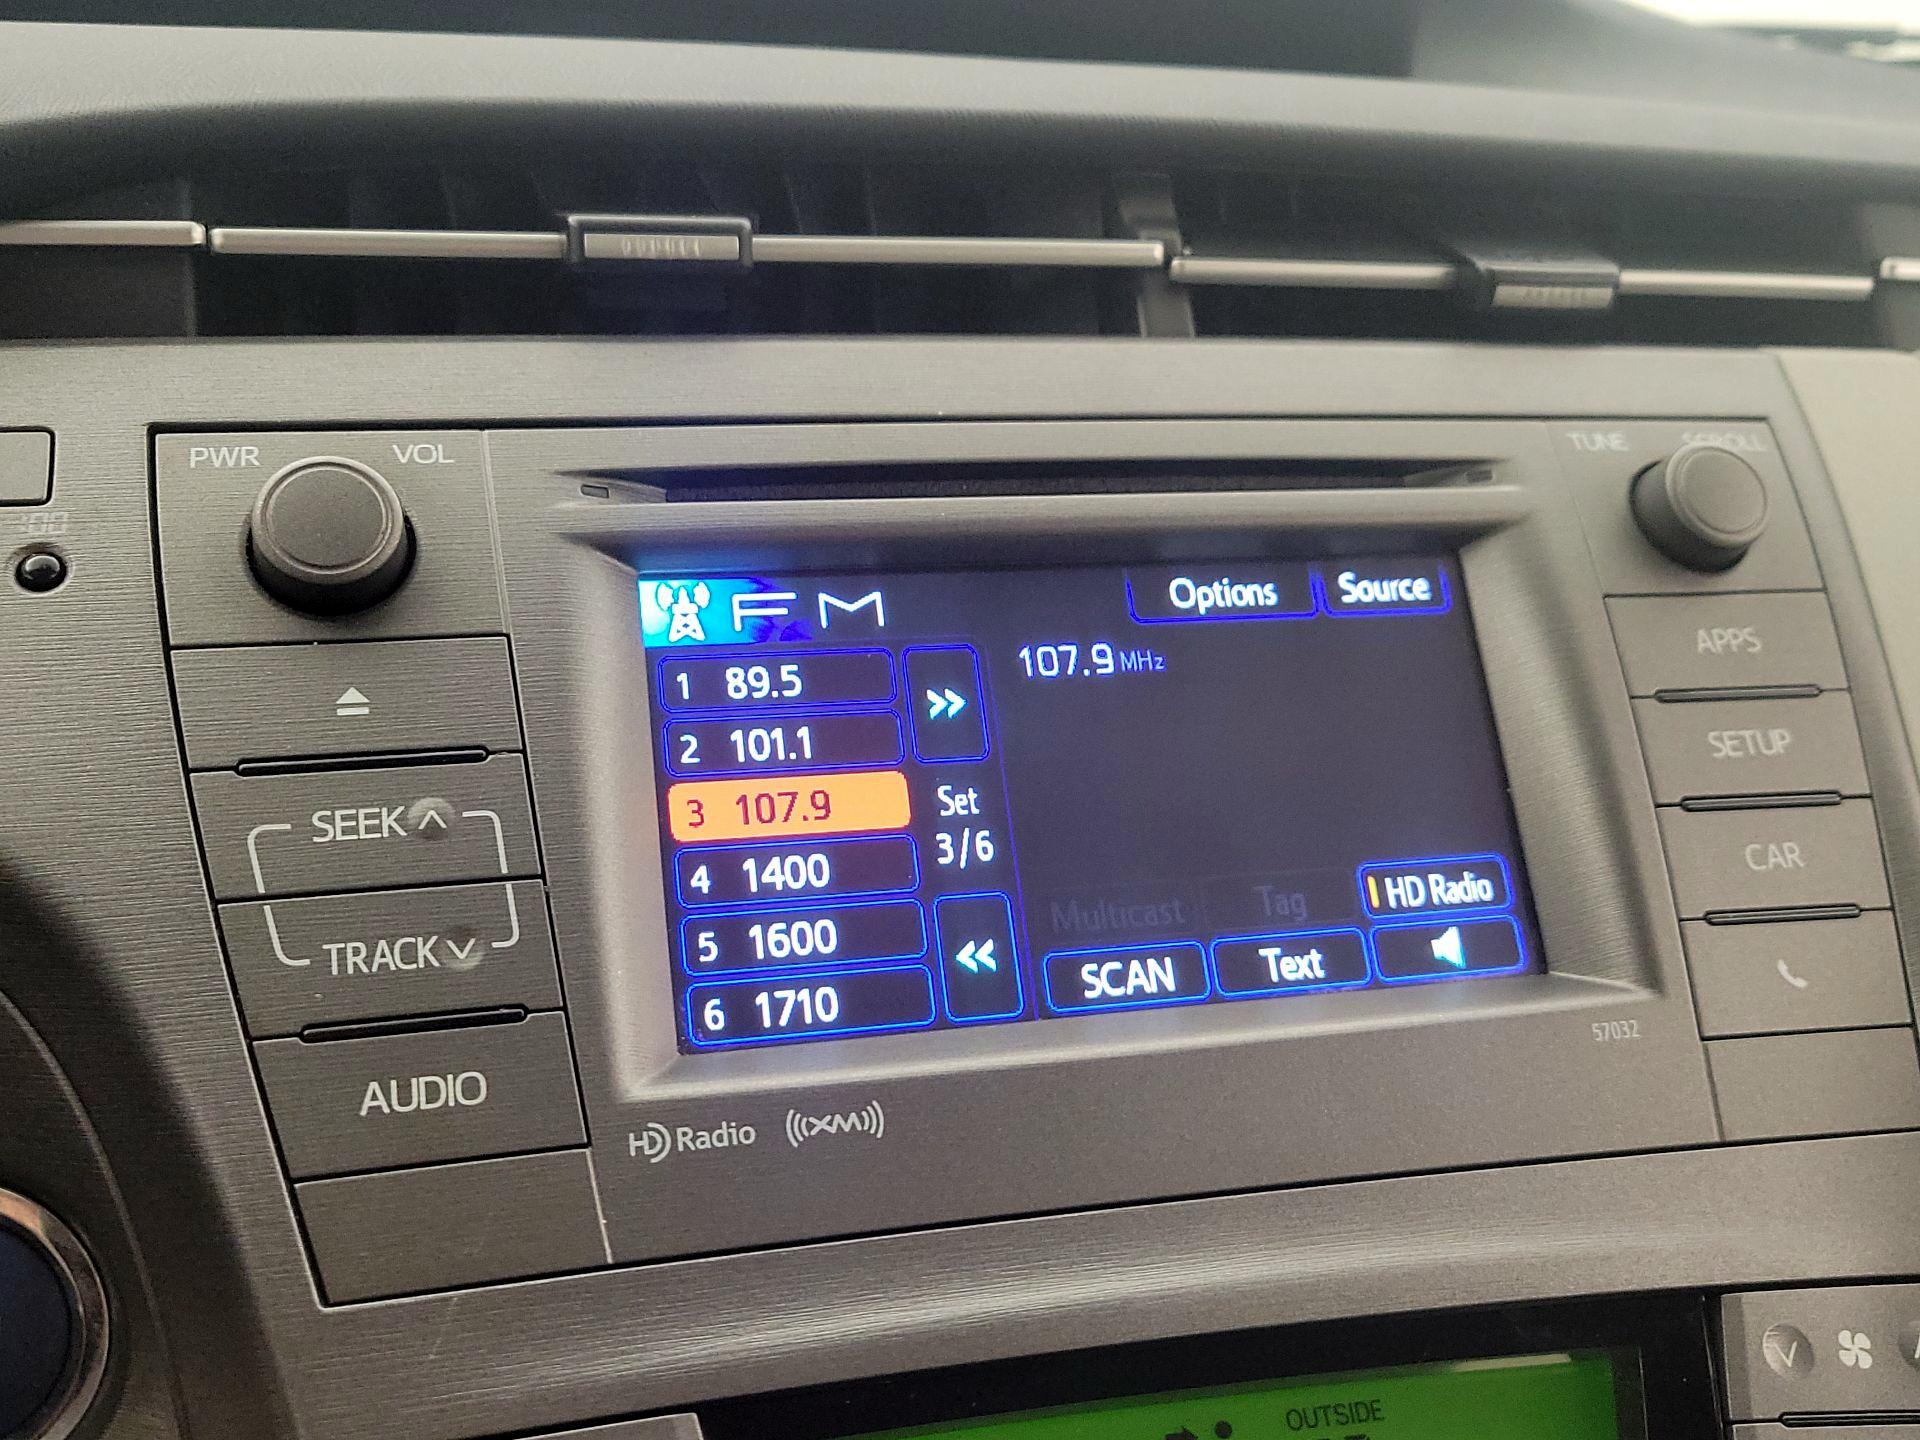 PWR VOL
TUNE SCROLL
:00
FM
Options
Source
1 89.5
2 101.1
3 107.9
4 1400
5 1600
6 1710
Set
3/6
107.9 MHz
Multicast
Tag
HD Radio
SCAN
Text
SEEK
TRACK
AUDIO
APPS
SETUP
CAR
57032
HD Radio
((XM))
OUTSIDE